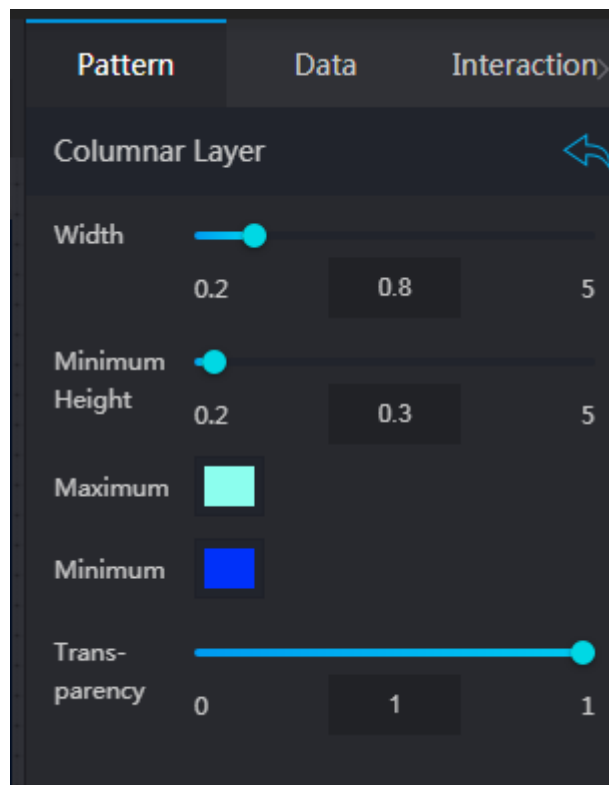 Pattern Data Interaction
Columnar Layer
Width
0.2 0.8 5
Minimum
Height
0.2 0.3 5
Maximum
Minimum
Trans-
parency
0 1 1